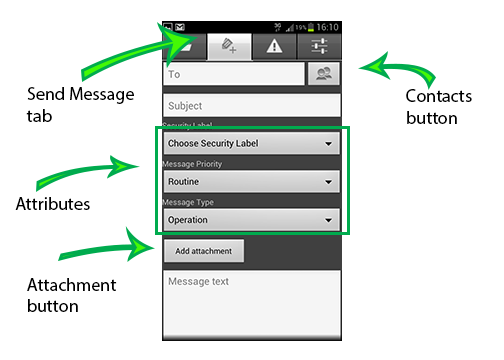 3G 19% 16:10
Send Message
tab
To
Contacts
button
Subject
Security Label
Choose Security Label
Message Priority
Routine
Attributes
Message Type
Operation
Add attachment
Attachment
button
Message text